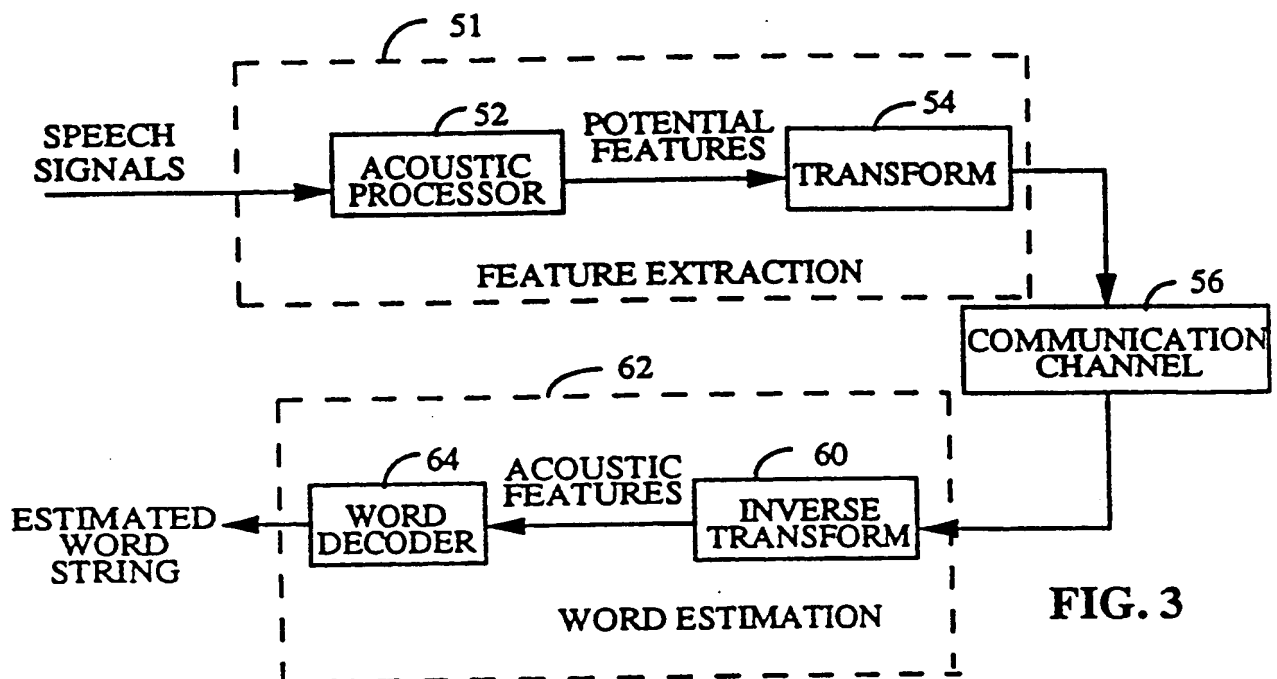 51
SPEECH
SIGNALS
52
ACOUSTIC
PROCESSOR
POTENTIAL
FEATURES
54
TRANSFORM
FEATURE EXTRACTION
56
COMMUNICATION
CHANNEL
62
64
WORD
DECODER
ACOUSTIC
FEATURES
60
INVERSE
TRANSFORM
ESTIMATED
WORD
STRING
WORD ESTIMATION
FIG. 3